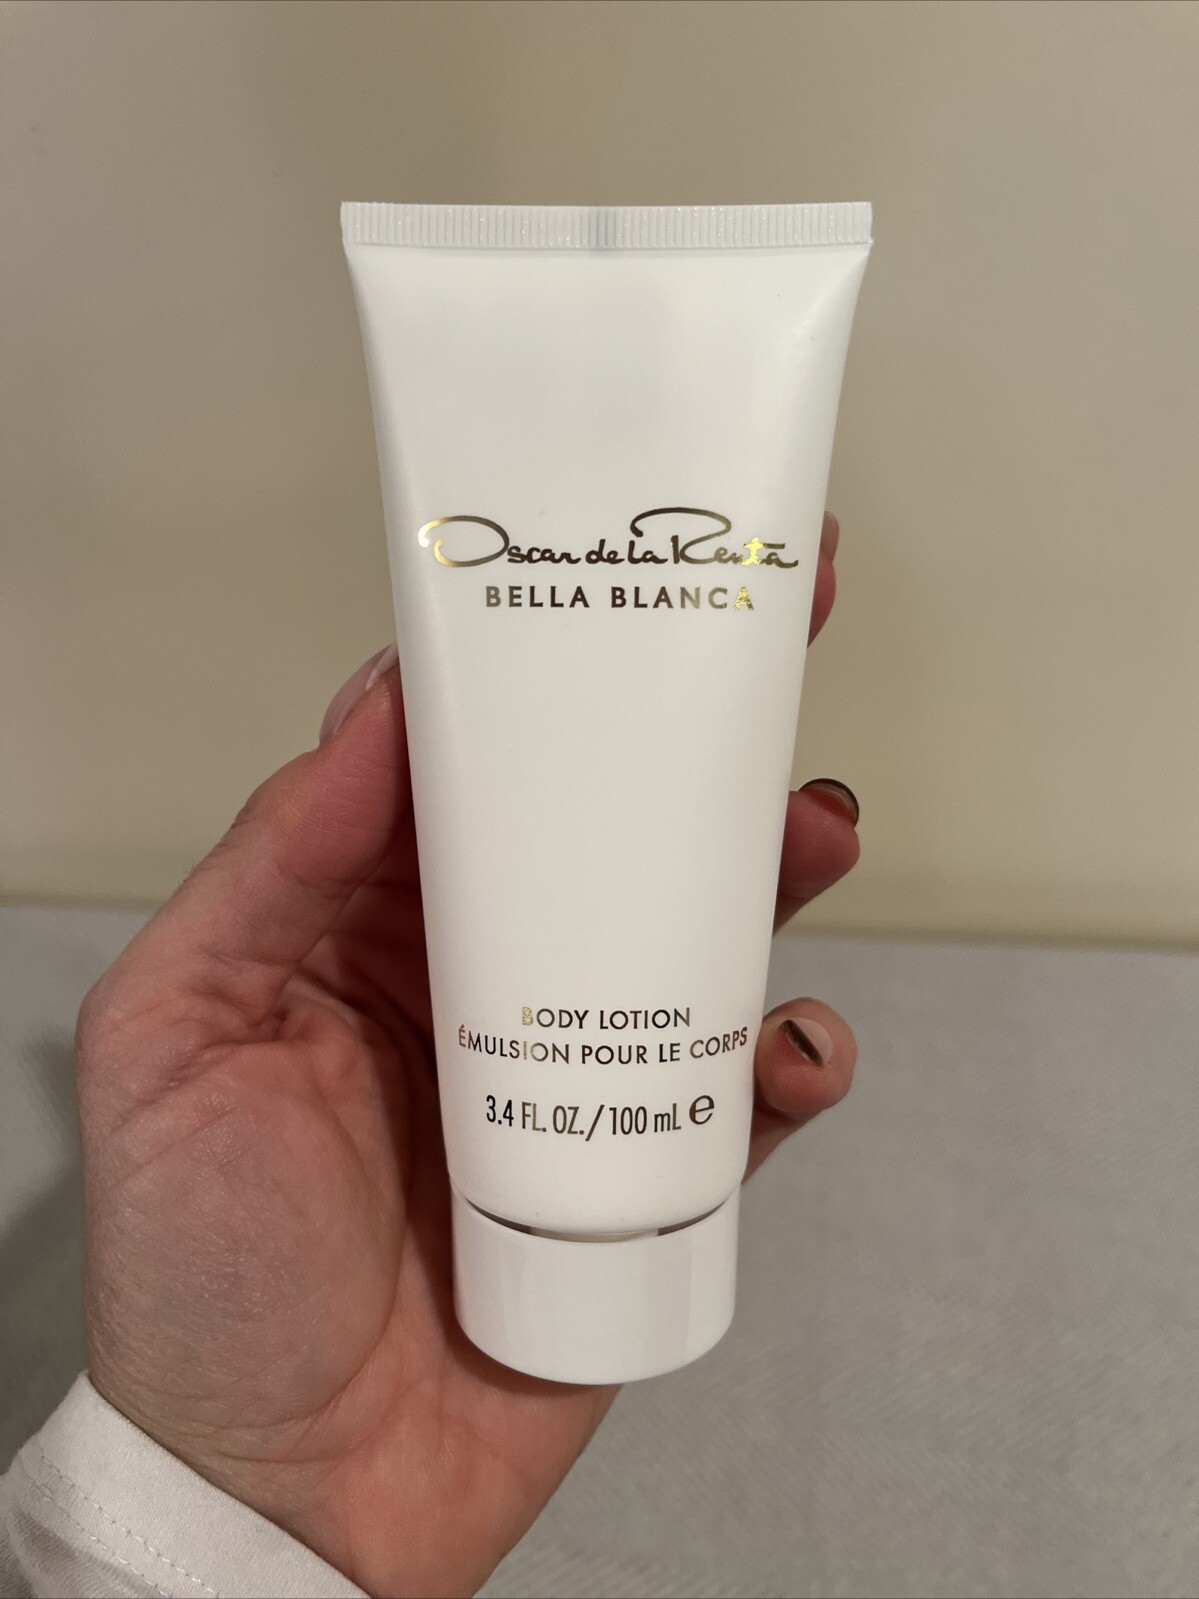 Oscar de la Renta
BELLA BLANCA
BODY LOTION
ÉMULSION POUR LE CORPS
3.4 FL. OZ./100 mL ℮